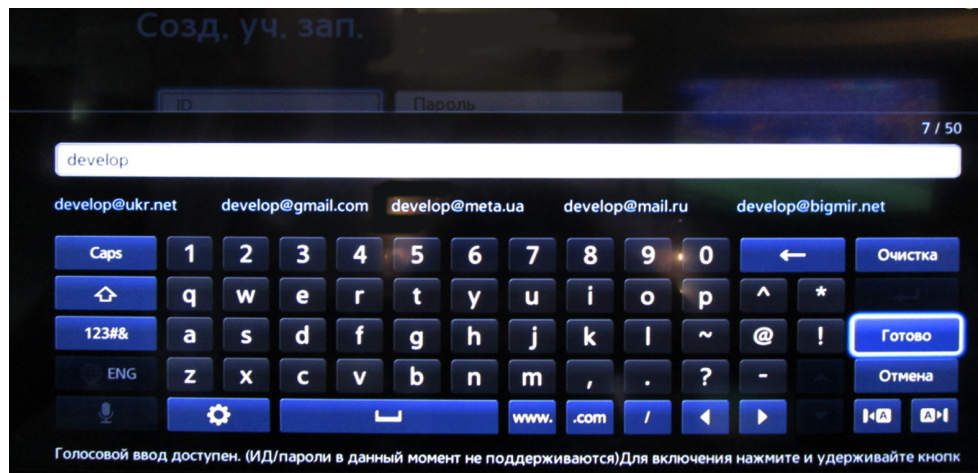 Созд. уч. зап.
ID Пароль
7 / 50
develop
develop@ukr.net develop@gmail.com develop@meta.ua develop@mail.ru develop@bigmir.net
Caps 1 2 3 4 5 6 7 8 9 0 ← Очистка
q w e r t y u i o p ^ *
123#& a s d f g h j k l ~ @ ! Готово
ENG z x c v b n m , . ? - Отмена
www. .com / A A
Голосовой ввод доступен. (ИД/пароли в данный момент не поддерживаются)Для включения нажмите и удерживайте кнопк